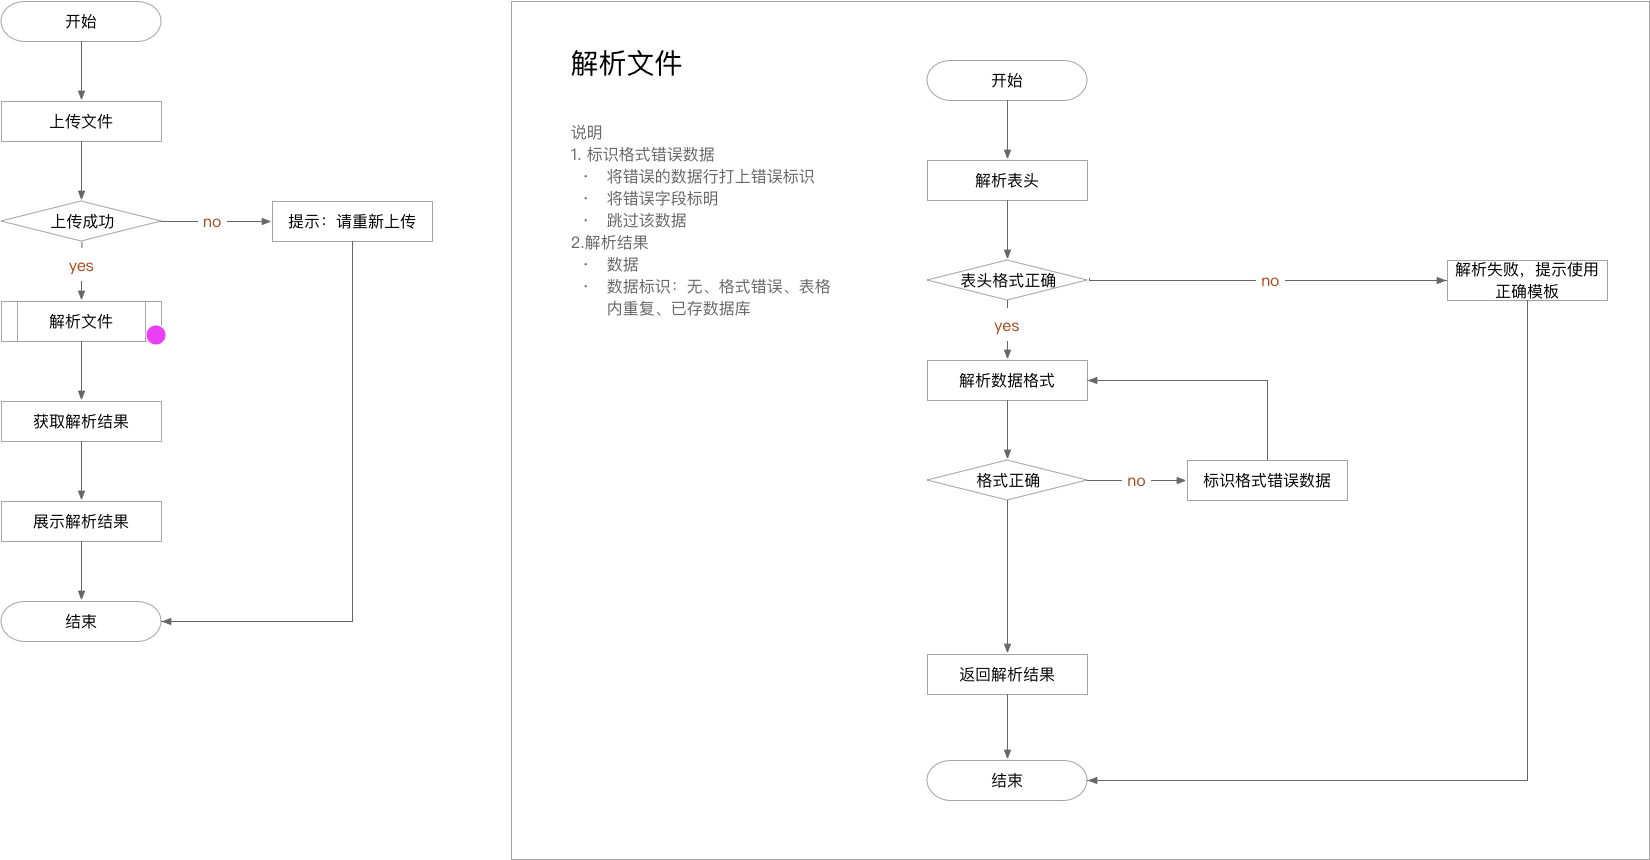 开始
上传文件
上传成功
no
提示：请重新上传
yes
解析文件
获取解析结果
展示解析结果
结束
解析文件
说明
1. 标识格式错误数据
· 将错误的数据行打上错误标识
· 将错误字段标明
· 跳过该数据
2.解析结果
· 数据
· 数据标识：无、格式错误、表格
内重复、已存数据库
开始
解析表头
表头格式正确
no
解析失败，提示使用
正确模板
yes
解析数据格式
格式正确
no
标识格式错误数据
返回解析结果
结束